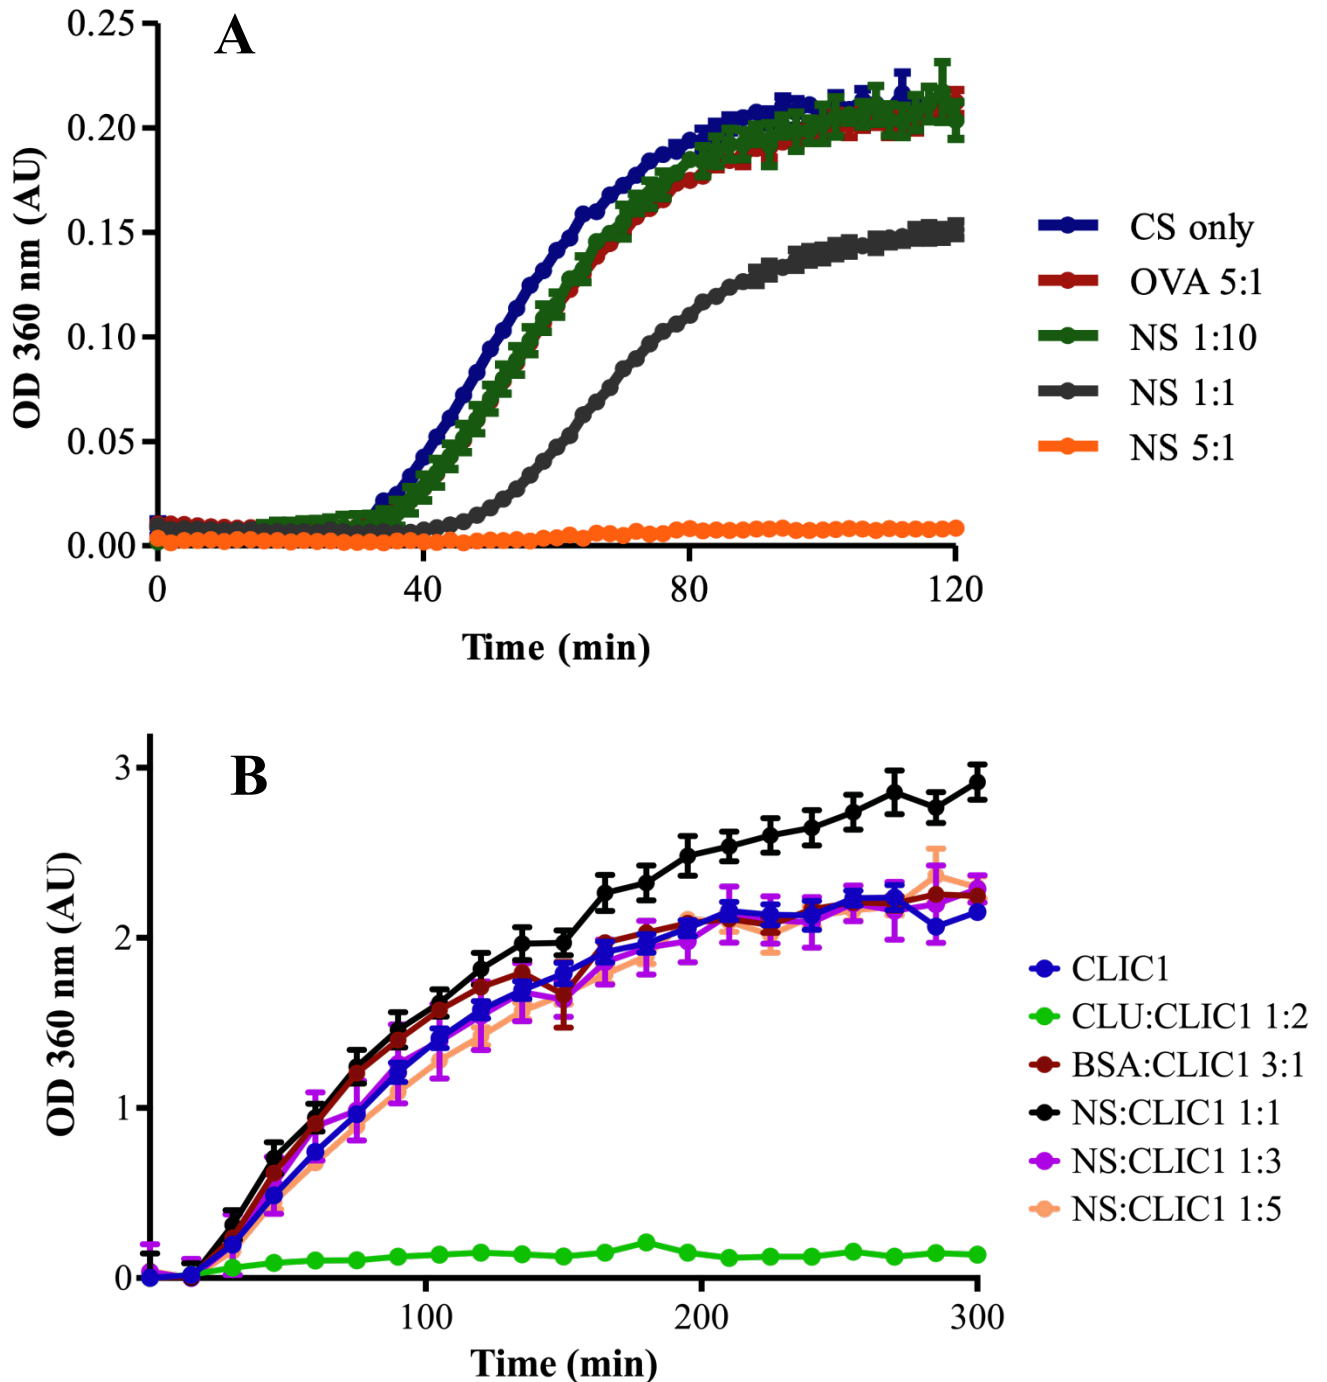 A
0.25
0.20
0.15
0.10
0.05
0.00
OD 360 nm (AU)
0
40
80
120
Time (min)
CS only
OVA 5:1
NS 1:10
NS 1:1
NS 5:1
B
3
2
1
0
OD 360 nm (AU)
100
200
300
Time (min)
CLIC1
CLU:CLIC1 1:2
BSA:CLIC1 3:1
NS:CLIC1 1:1
NS:CLIC1 1:3
NS:CLIC1 1:5